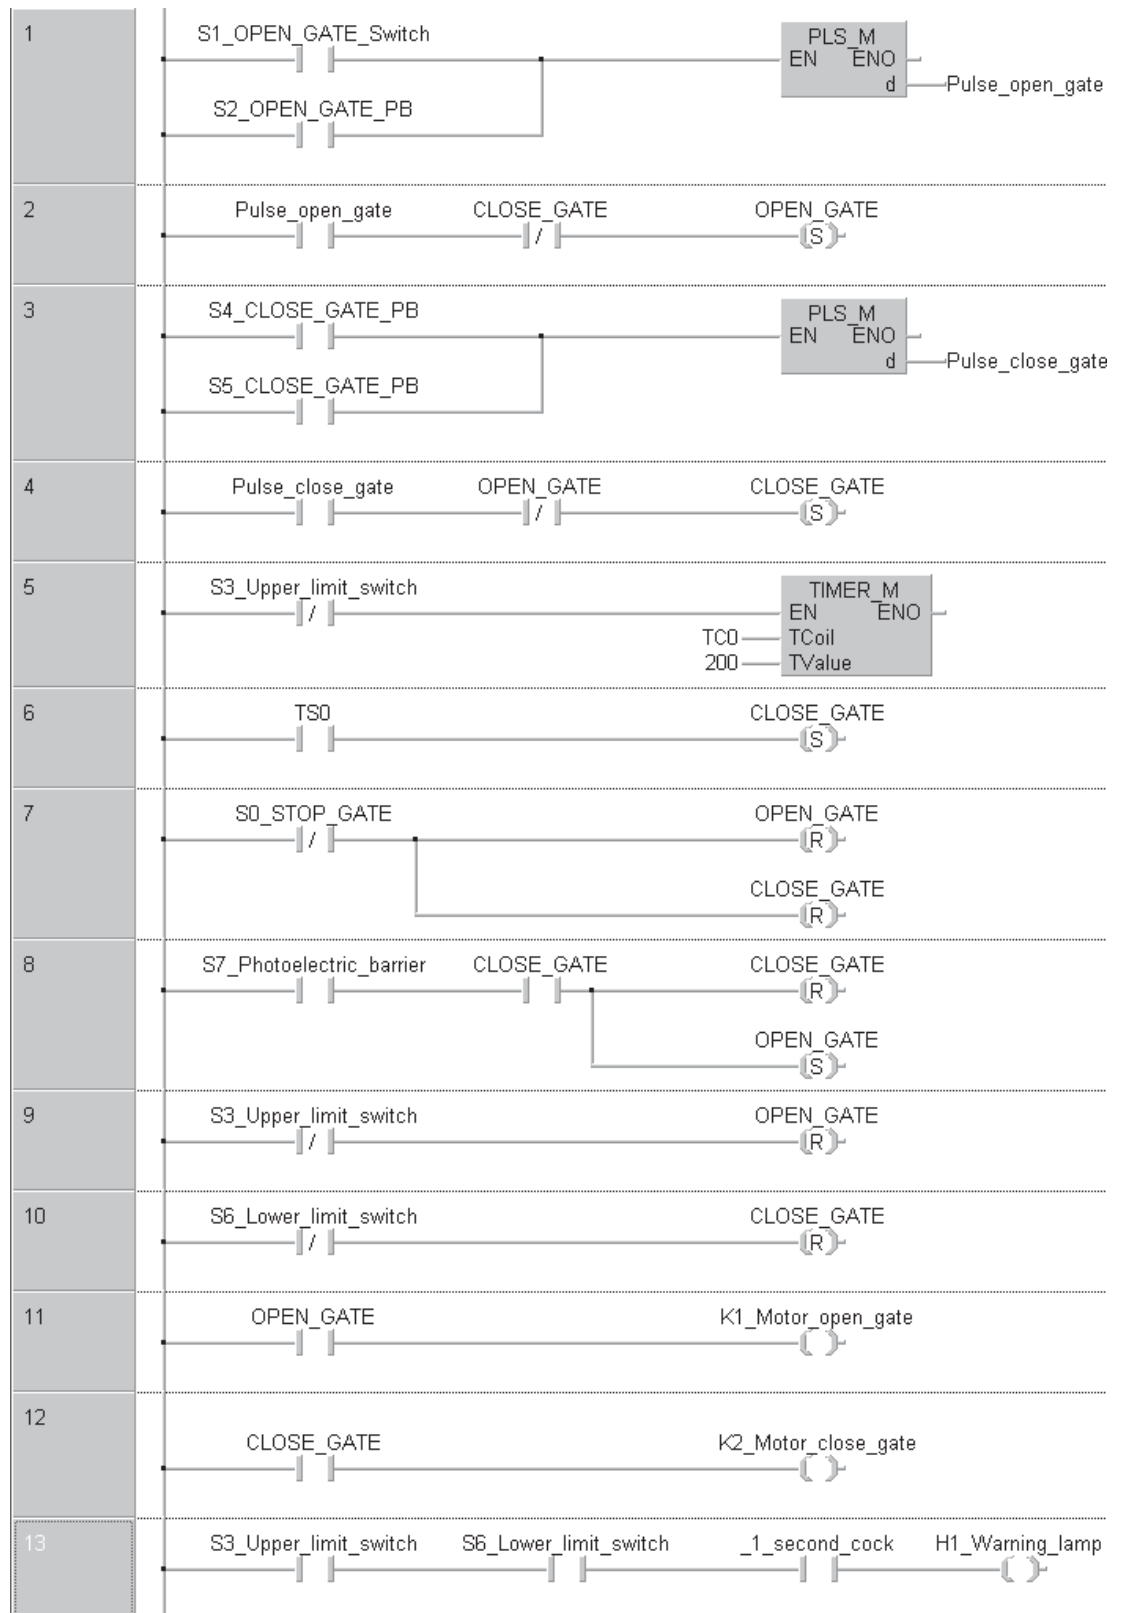 1
S1_OPEN_GATE_Switch
PLS_M
EN ENO
d
Pulse_open_gate
S2_OPEN_GATE_PB
2
Pulse_open_gate CLOSE_GATE OPEN_GATE
/ S
3
S4_CLOSE_GATE_PB
PLS_M
EN ENO
d
Pulse_close_gate
S5_CLOSE_GATE_PB
4
Pulse_close_gate OPEN_GATE CLOSE_GATE
/ S
5
S3_Upper_limit_switch
/
TIMER_M
EN ENO
TC0 TCoil
200 TValue
6
TS0 CLOSE_GATE
S
7
S0_STOP_GATE OPEN_GATE
/ R
CLOSE_GATE
R
8
S7_Photoelectric_barrier CLOSE_GATE CLOSE_GATE
R
OPEN_GATE
S
9
S3_Upper_limit_switch OPEN_GATE
/ R
10
S6_Lower_limit_switch CLOSE_GATE
/ R
11
OPEN_GATE K1_Motor_open_gate
12
CLOSE_GATE K2_Motor_close_gate
13
S3_Upper_limit_switch S6_Lower_limit_switch _1_second_cock H1_Warning_lamp